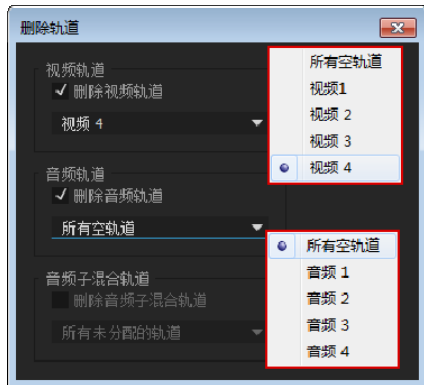 删除轨道
视频轨道
删除视频轨道
视频 4
所有空轨道
视频1
视频 2
视频 3
视频 4
音频轨道
删除音频轨道
所有空轨道
所有空轨道
音频 1
音频 2
音频 3
音频 4
音频子混合轨道
删除音频子混合轨道
所有未分配的轨道